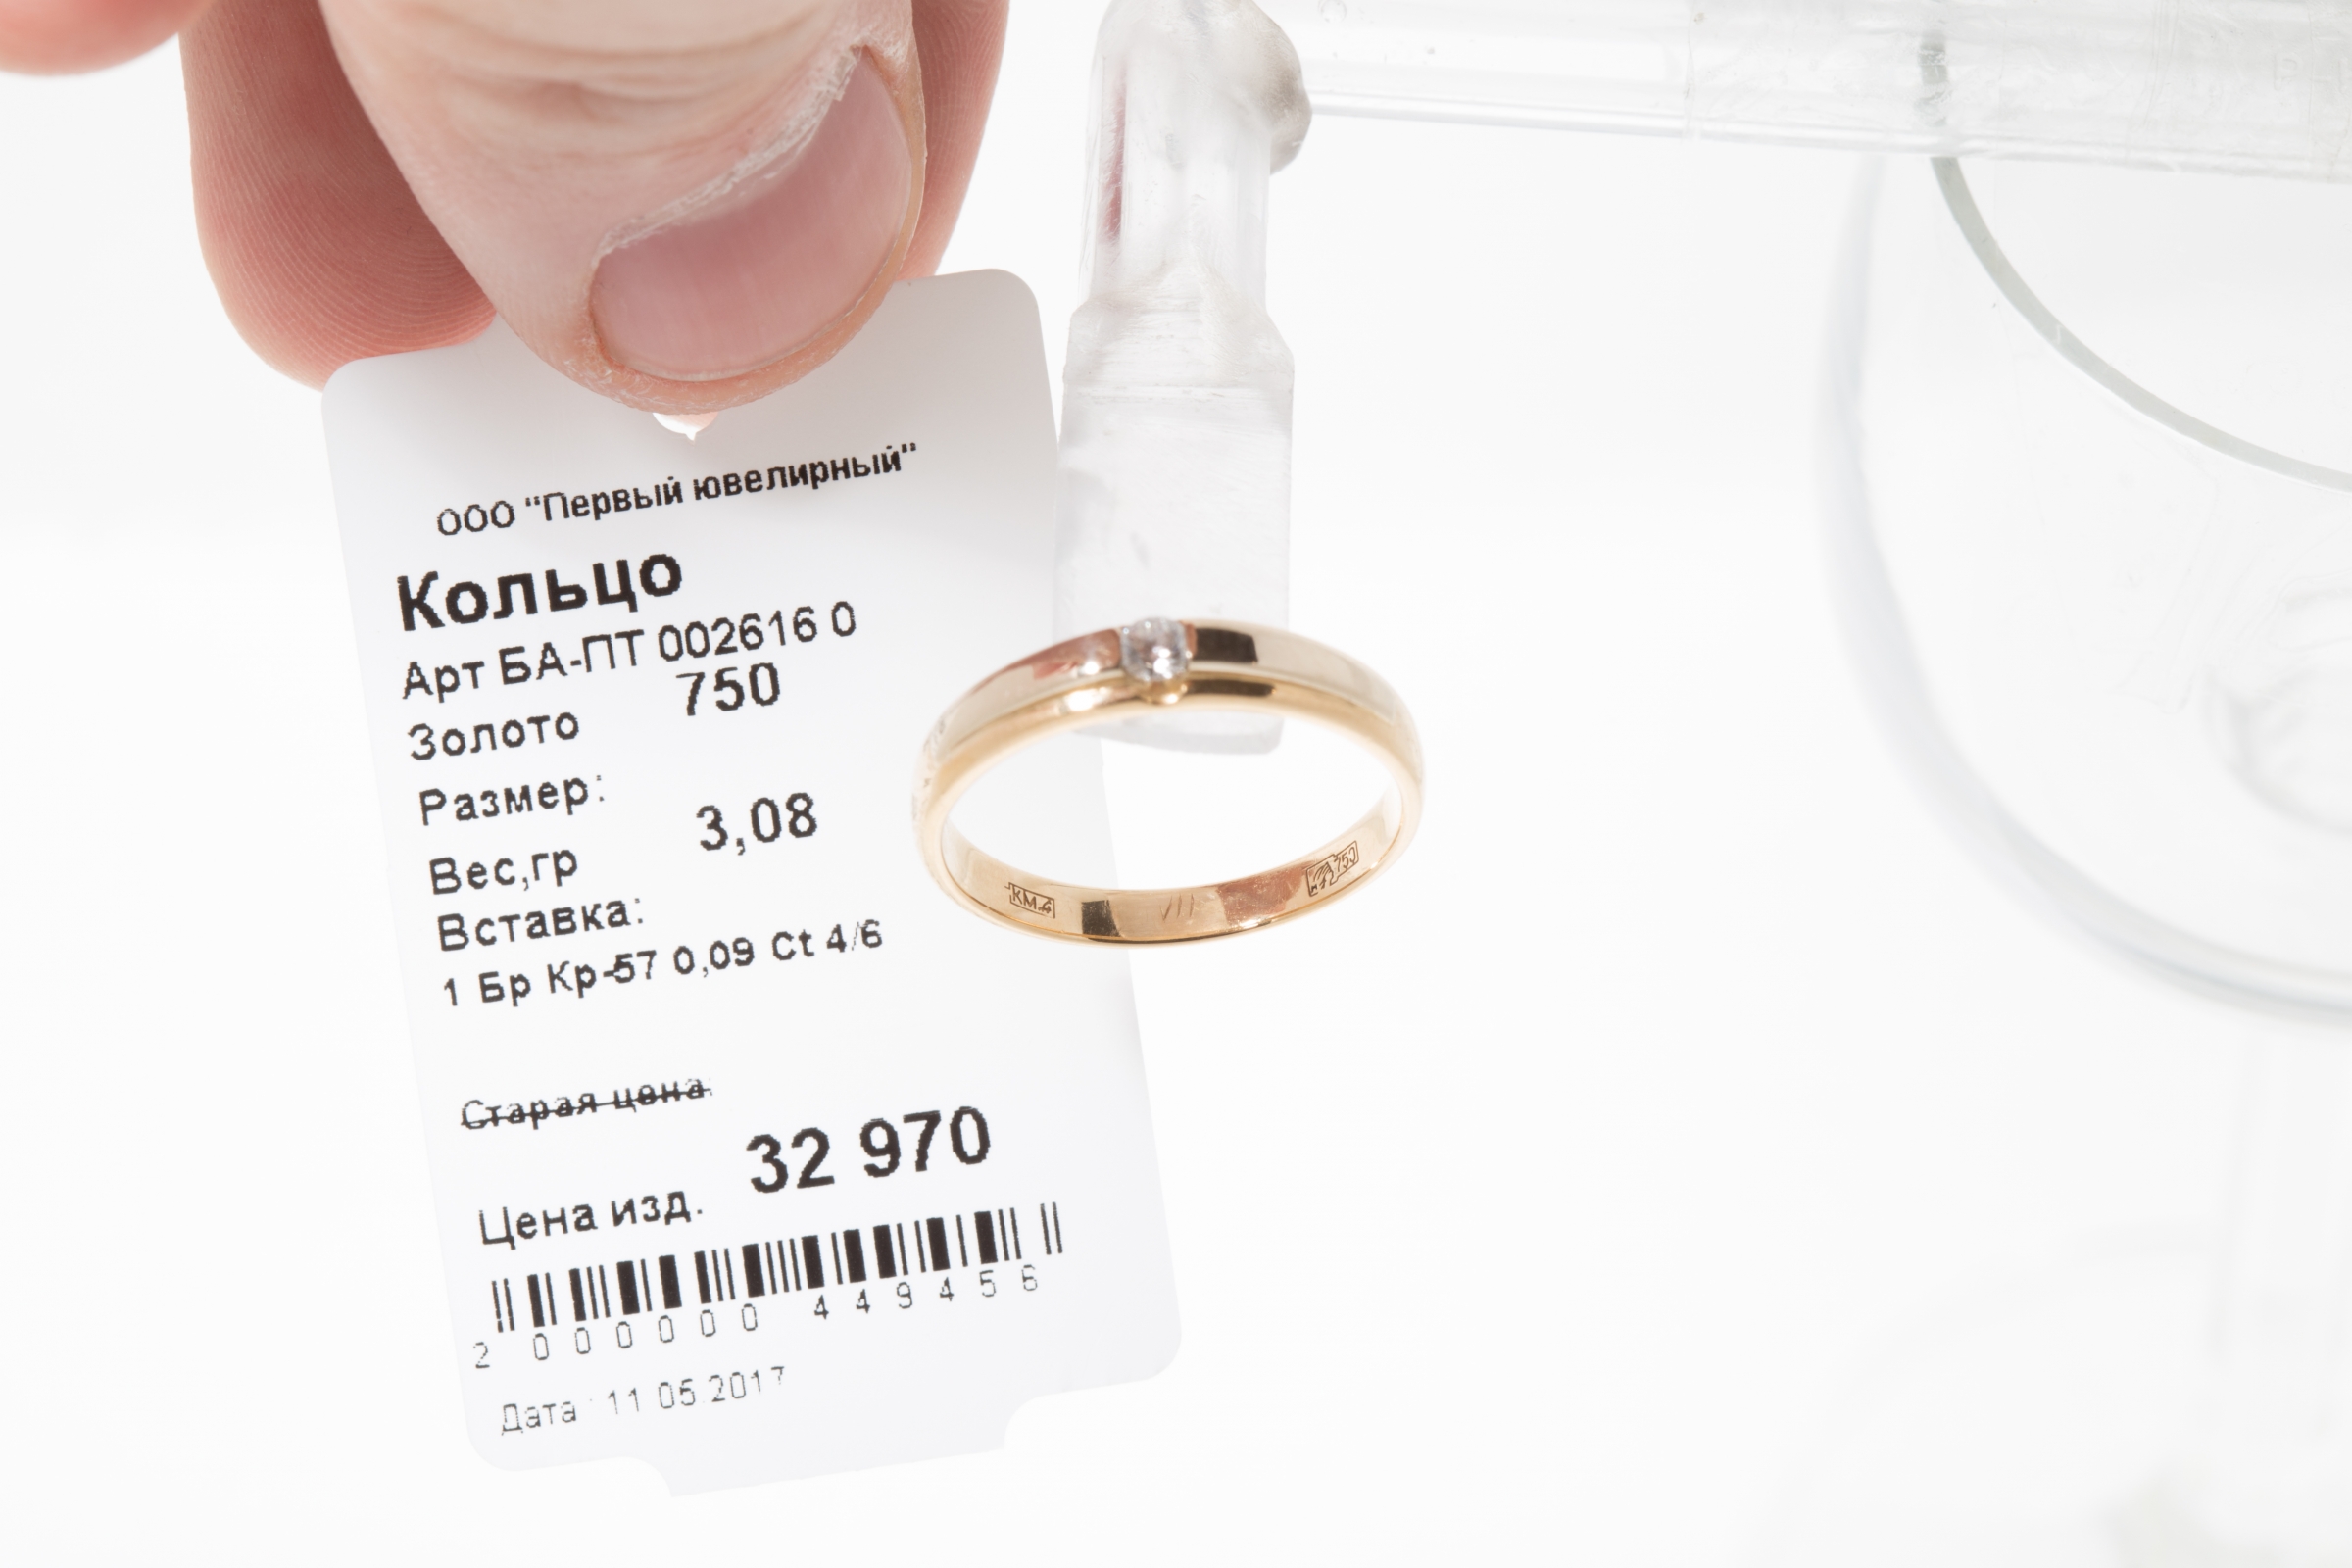 ООО "Первый ювелирный"
Кольцо
Арт БА-ПТ 002616 0
Золото 750
Размер:
Вес,гр 3,08
Вставка:
1 Бр Кр-57 0,09 Ct 4/6
Старая цена:
Цена изд. 32 970
2 000000 449456
Дата : 11.05.2017
КМ
750